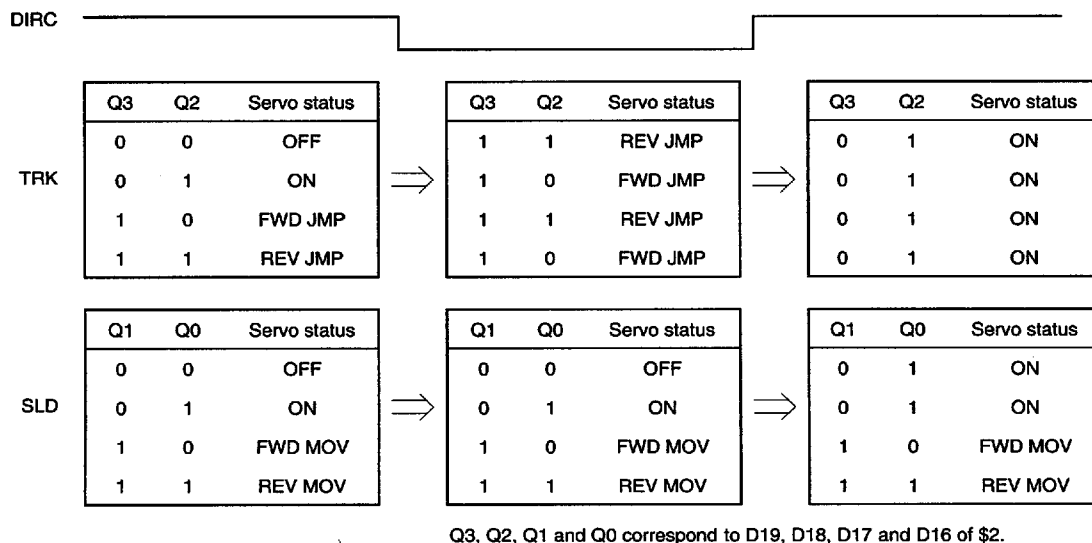 DIRC
Q3 Q2 Servo status Q3 Q2 Servo status Q3 Q2 Servo status
0 0 OFF 1 1 REV JMP 0 1 ON
TRK 0 1 ON 1 0 FWD JMP 0 1 ON
1 0 FWD JMP 1 1 REV JMP 0 1 ON
1 1 REV JMP 1 0 FWD JMP 0 1 ON
Q1 Q0 Servo status Q1 Q0 Servo status Q1 Q0 Servo status
0 0 OFF 0 0 OFF 0 1 ON
SLD 0 1 ON 0 1 ON 0 1 ON
1 0 FWD MOV 1 0 FWD MOV 1 0 FWD MOV
1 1 REV MOV 1 1 REV MOV 1 1 REV MOV
Q3, Q2, Q1 and Q0 correspond to D19, D18, D17 and D16 of $2.